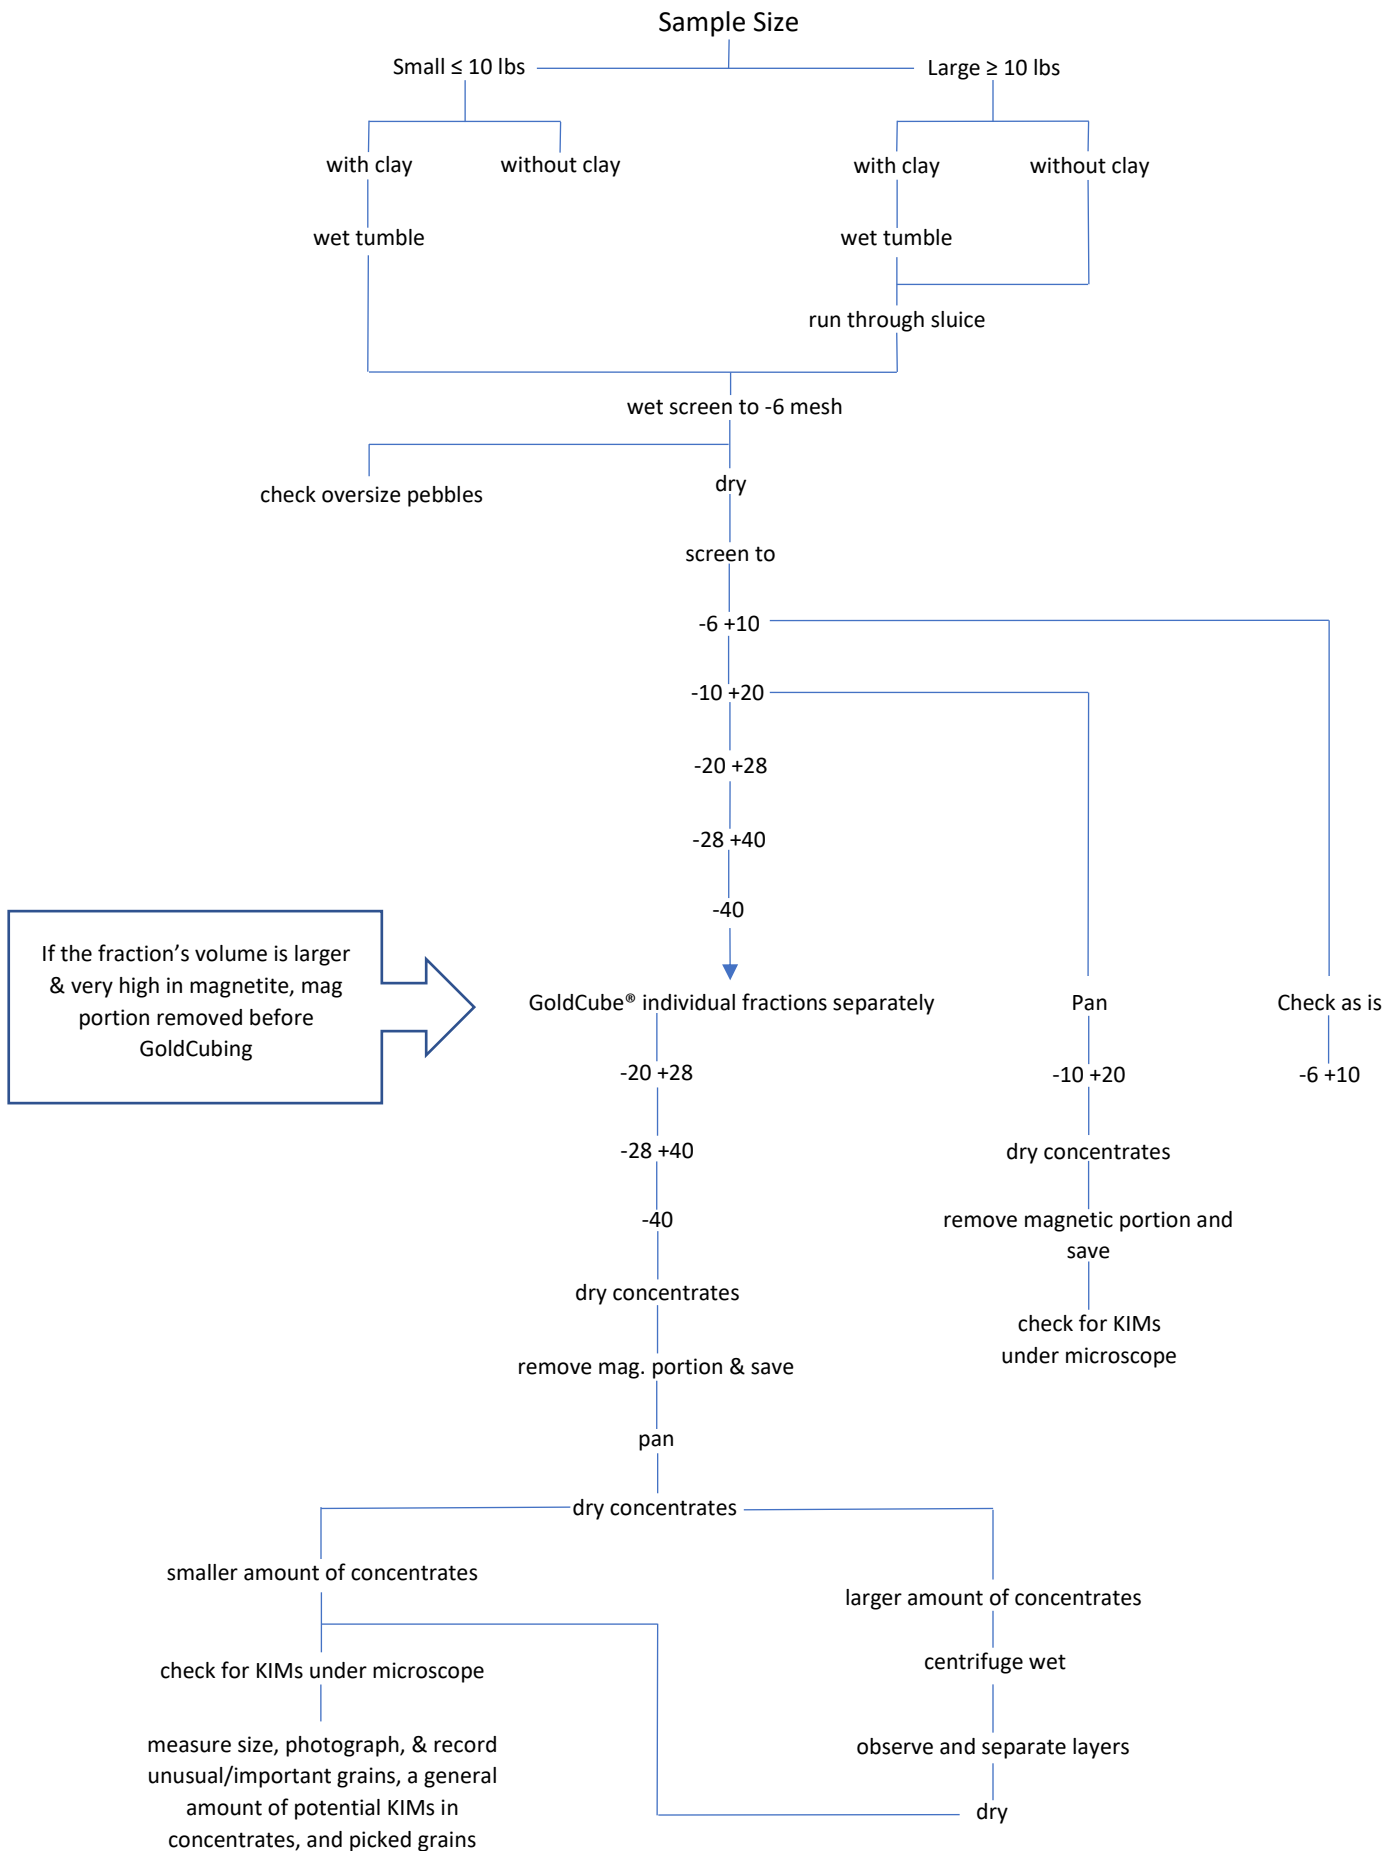 Sample Size
Small ≤ 10 lbs
Large ≥ 10 lbs
with clay
without clay
with clay
without clay
wet tumble
wet tumble
run through sluice
wet screen to -6 mesh
check oversize pebbles
dry
screen to
-6 +10
-10 +20
-20 +28
-28 +40
-40
If the fraction’s volume is larger
& very high in magnetite, mag
portion removed before
GoldCubing
GoldCube® individual fractions separately
Pan
Check as is
-20 +28
-10 +20
-6 +10
-28 +40
dry concentrates
-40
remove magnetic portion and
save
dry concentrates
check for KIMs
under microscope
remove mag. portion & save
pan
dry concentrates
smaller amount of concentrates
larger amount of concentrates
check for KIMs under microscope
centrifuge wet
measure size, photograph, & record
unusual/important grains, a general
amount of potential KIMs in
concentrates, and picked grains
observe and separate layers
dry